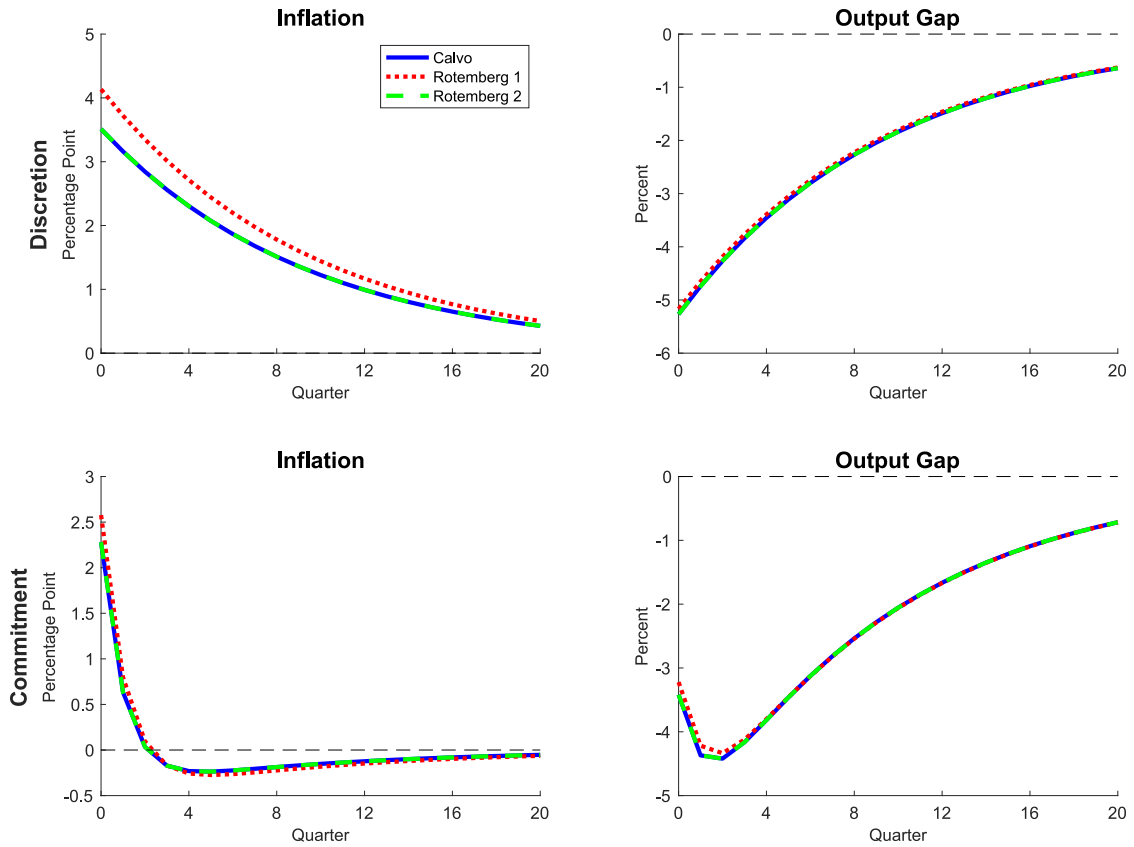 Inflation
5
4
3
2
1
0
0 4 8 12 16 20
Quarter
Percentage Point
Discretion
Calvo
Rotemberg 1
Rotemberg 2
Output Gap
0
-1
-2
-3
-4
-5
-6
0 4 8 12 16 20
Quarter
Percent
Inflation
3
2.5
2
1.5
1
0.5
0
-0.5
0 4 8 12 16 20
Quarter
Percentage Point
Commitment
Output Gap
0
-1
-2
-3
-4
-5
0 4 8 12 16 20
Quarter
Percent